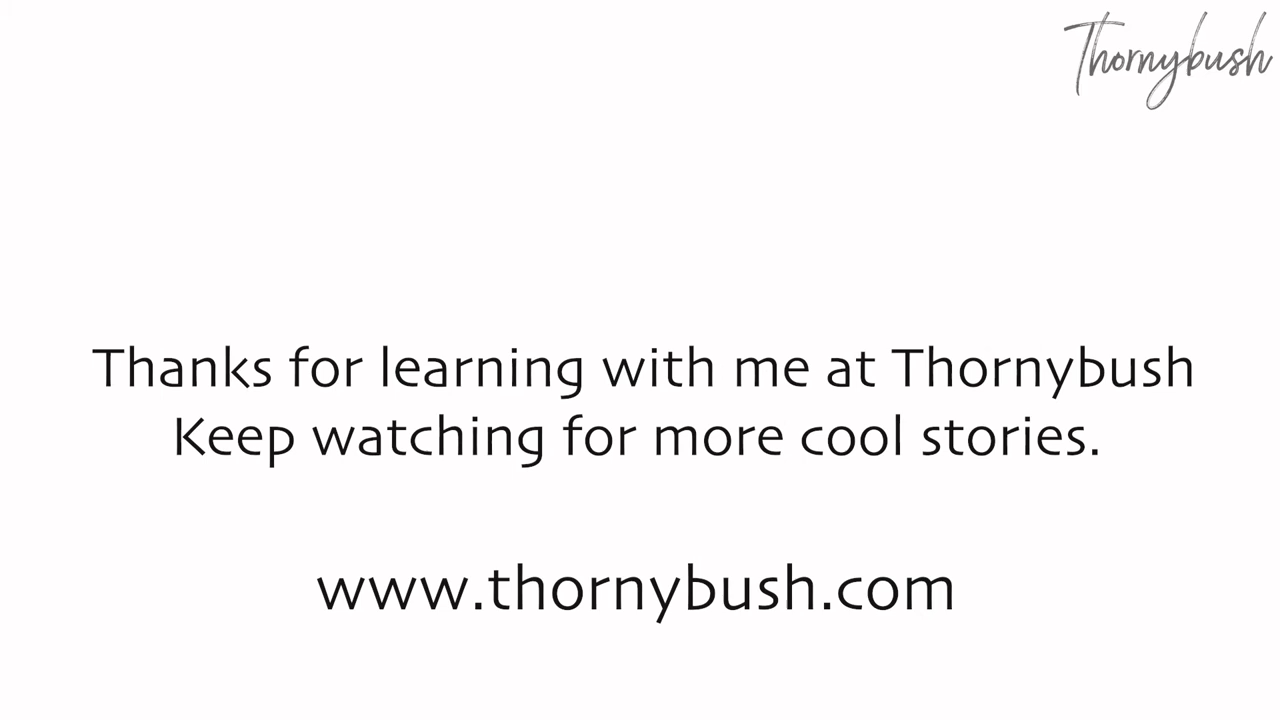 Thornybush
Thanks for learning with me at Thornybush
Keep watching for more cool stories.
www.thornybush.com